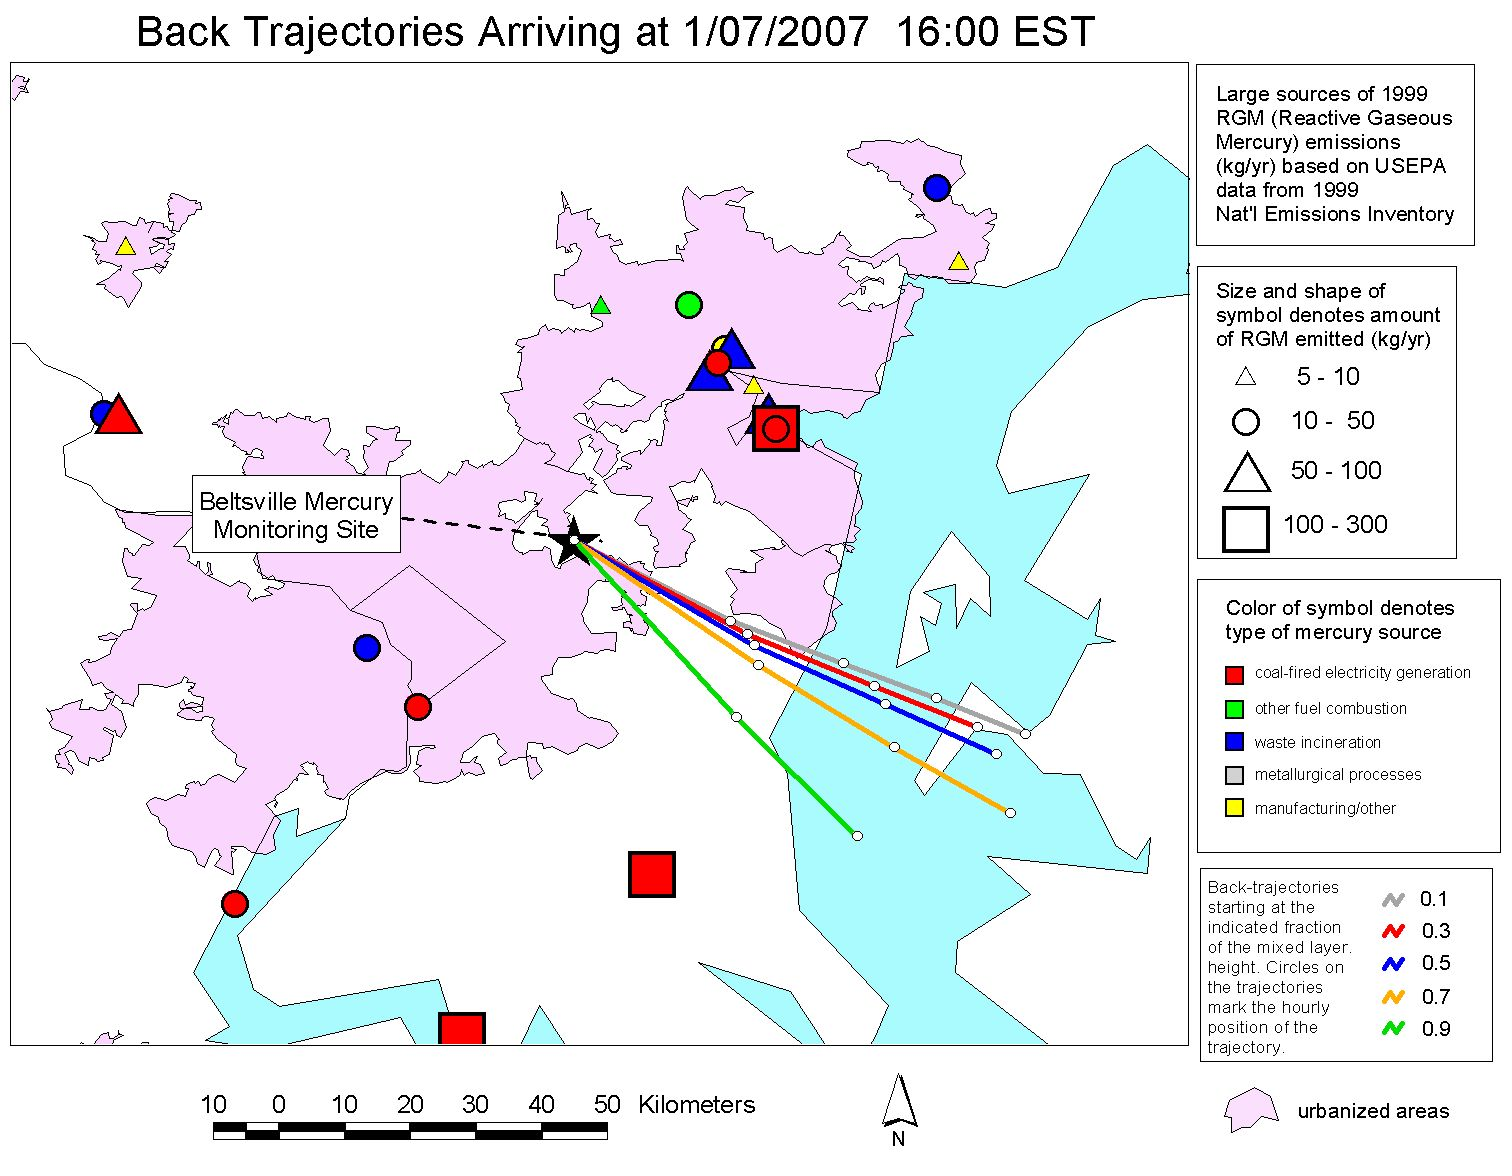 Back Trajectories Arriving at 1/07/2007  16:00 EST
Large sources of 1999
RGM (Reactive Gaseous
Mercury) emissions
(kg/yr) based on USEPA
data from 1999
Nat'l Emissions Inventory
Size and shape of
symbol denotes amount
of RGM emitted (kg/yr)
5 - 10
10 - 50
50 - 100
100 - 300
Beltsville Mercury
Monitoring Site
Color of symbol denotes
type of mercury source
coal-fired electricity generation
other fuel combustion
waste incineration
metallurgical processes
manufacturing/other
Back-trajectories
starting at the
indicated fraction
of the mixed layer.
height. Circles on
the trajectories
mark the hourly
position of the
trajectory.
0.1
0.3
0.5
0.7
0.9
10 0 10 20 30 40 50 Kilometers
N
urbanized areas